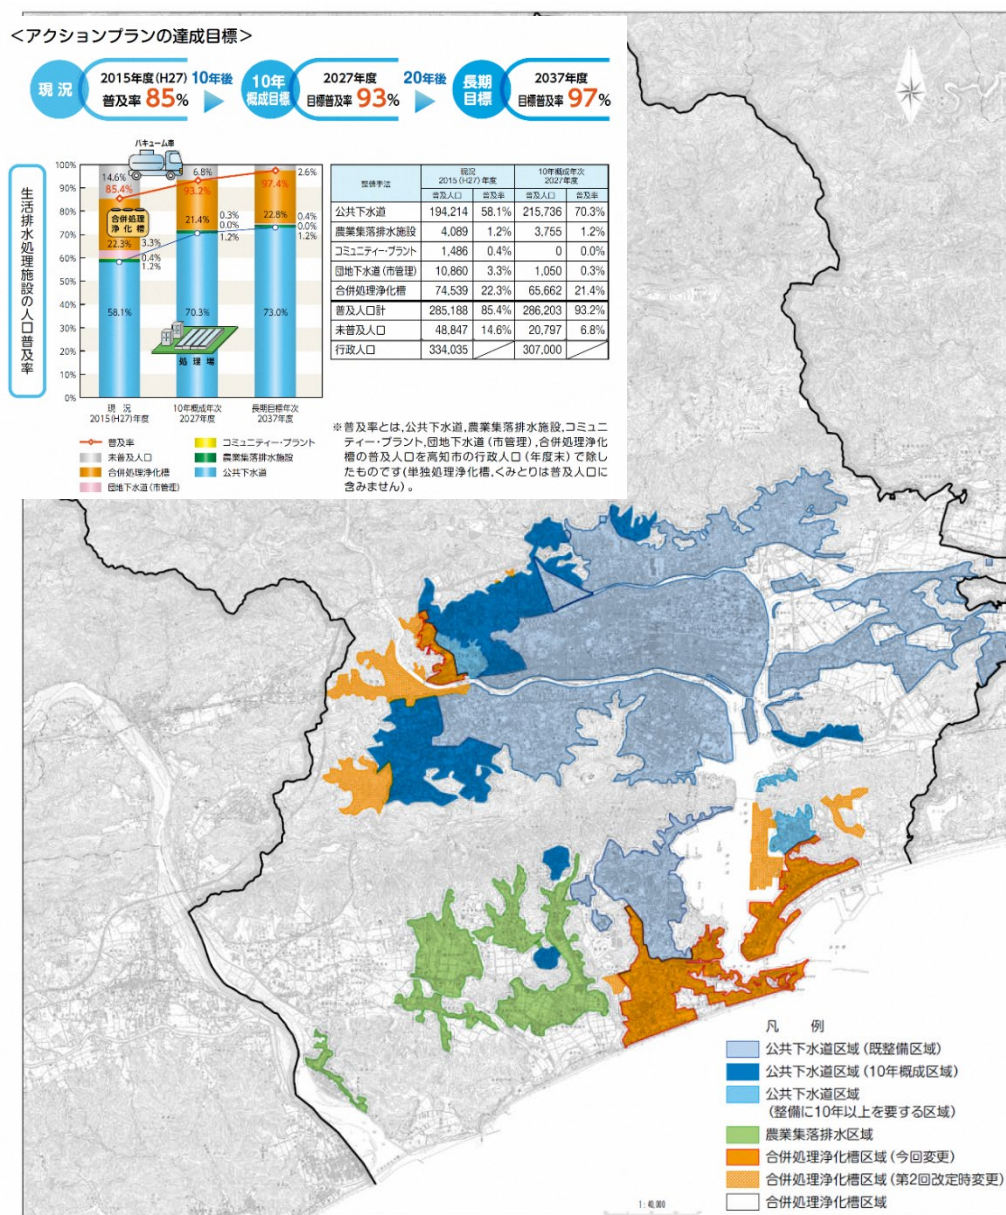 ＜アクションプランの達成目標＞
現況
2015年度(H27)
普及率 85%
10年後
10年
概成目標
2027年度
目標普及率 93%
20年後
長期
目標
2037年度
目標普及率 97%
生活排水処理施設の人口普及率
バキューム車
100%
90%
80%
70%
60%
50%
40%
30%
20%
10%
0%
14.6%
85.4%
合併処理
浄化槽
22.3%
3.3%
0.4%
1.2%
58.1%
6.8%
93.2%
21.4%
0.3%
0.0%
1.2%
70.3%
処理場
2.6%
97.4%
22.8%
0.4%
0.0%
1.2%
73.0%
現 況
2015(H27)年度
10年概成年次
2027年度
長期目標年次
2037年度
普及率
未普及人口
合併処理浄化槽
団地下水道(市管理)
コミュニティー・プラント
農業集落排水施設
公共下水道
整備手法 現況 2015(H27)年度 10年概成年次 2027年度
普及人口 普及率 普及人口 普及率
公共下水道 194,214 58.1% 215,736 70.3%
農業集落排水施設 4,089 1.2% 3,755 1.2%
コミュニティー・プラント 1,486 0.4% 0 0.0%
団地下水道(市管理) 10,860 3.3% 1,050 0.3%
合併処理浄化槽 74,539 22.3% 65,662 21.4%
普及人口計 285,188 85.4% 286,203 93.2%
未普及人口 48,847 14.6% 20,797 6.8%
行政人口 334,035 307,000
※普及率とは,公共下水道,農業集落排水施設,コミュニ
ティー・プラント,団地下水道(市管理),合併処理浄化
槽の普及人口を高知市の行政人口(年度末)で除し
たものです(単独処理浄化槽,くみとりは普及人口に
含みません)。
凡 例
公共下水道区域(既整備区域)
公共下水道区域(10年概成区域)
公共下水道区域
(整備に10年以上を要する区域)
農業集落排水区域
合併処理浄化槽区域(今回変更)
合併処理浄化槽区域(第2回改定時変更)
合併処理浄化槽区域
1:40,000